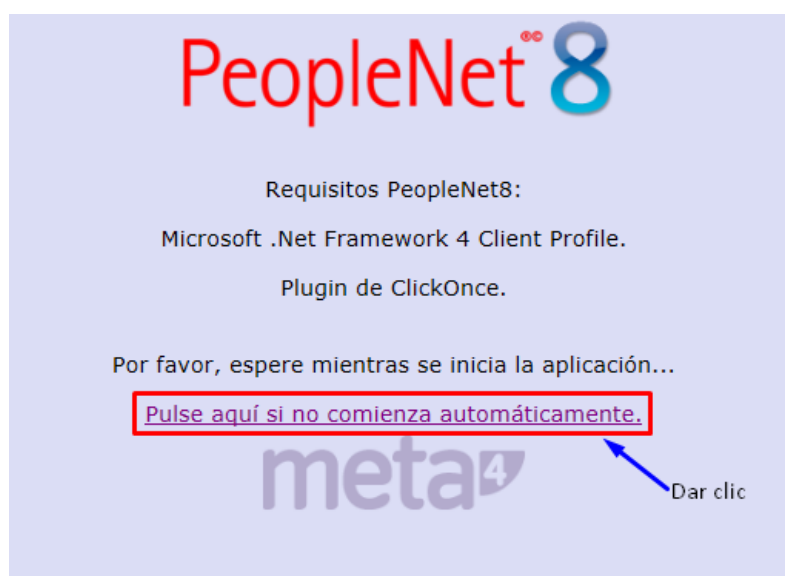 PeopleNet ®© 8
Requisitos PeopleNet8:
Microsoft .Net Framework 4 Client Profile.
Plugin de ClickOnce.
Por favor, espere mientras se inicia la aplicación...
Pulse aquí si no comienza automáticamente.
meta4
Dar clic